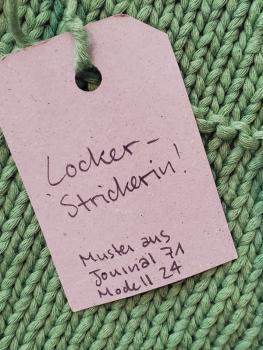 Locker-
Strickerin!
Muster aus
Journal 71
Modell 24